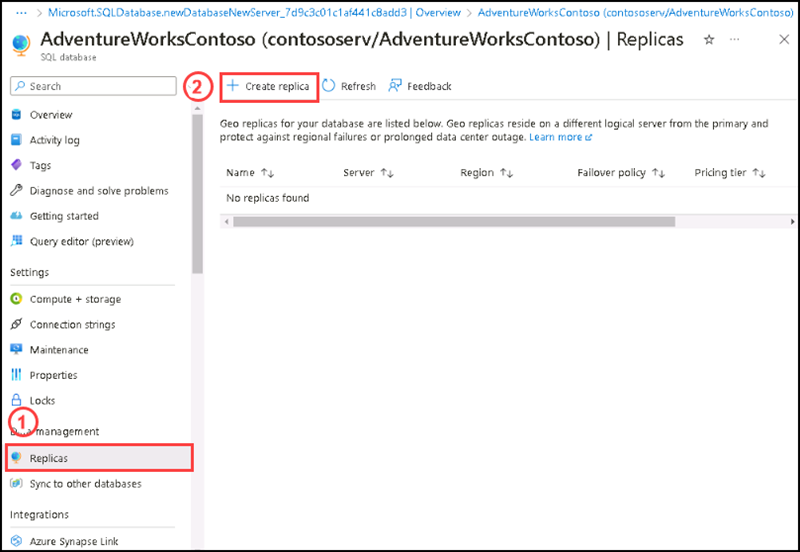 ... Microsoft.SQLDatabase.newDatabaseNewServer_7d9c3c01c1af441c8add3 | Overview > AdventureWorksContoso (contososerv/AdventureWorksContoso)
AdventureWorksContoso (contososerv/AdventureWorksContoso) | Replicas ...
SQL database
Search
2
Create replica
Refresh
Feedback
Overview
Activity log
Tags
Diagnose and solve problems
Getting started
Query editor (preview)
Settings
Compute + storage
Connection strings
Maintenance
Properties
Locks
1
management
Replicas
Sync to other databases
Integrations
Azure Synapse Link
Geo replicas for your database are listed below. Geo replicas reside on a different logical server from the primary and
protect against regional failures or prolonged data center outage. Learn more
Name Server Region Failover policy Pricing tier
No replicas found